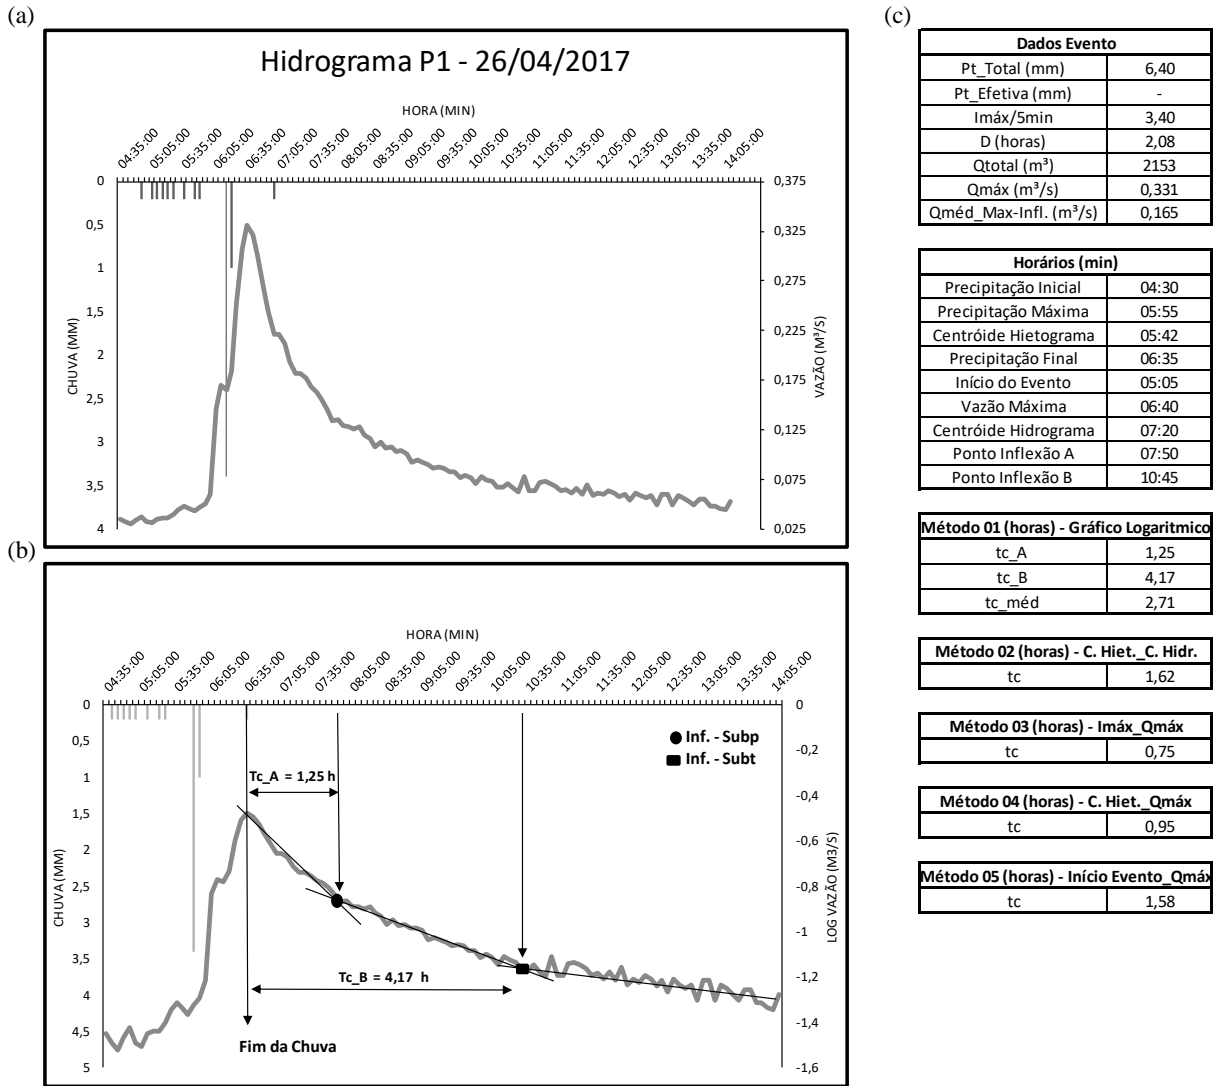 (a)
Hidrograma P1 - 26/04/2017
HORA (MIN)
04:35:00 05:05:00 05:35:00 06:05:00 06:35:00 07:05:00 07:35:00 08:05:00 08:35:00 09:05:00 09:35:00 10:05:00 10:35:00 11:05:00 11:35:00 12:05:00 12:35:00 13:05:00 13:35:00 14:05:00
0 0,375
0,5 0,325
1 0,275
1,5 0,225
2 0,175
2,5 0,125
3 0,075
3,5 0,025
4
CHUVA (MM)
VAZÃO (M³/S)
(b)
HORA (MIN)
04:35:00 05:05:00 05:35:00 06:05:00 06:35:00 07:05:00 07:35:00 08:05:00 08:35:00 09:05:00 09:35:00 10:05:00 10:35:00 11:05:00 11:35:00 12:05:00 12:35:00 13:05:00 13:35:00 14:05:00
0 0
0,5 -0,2
1 -0,4
1,5 -0,6
2 -0,8
2,5 -1
3 -1,2
3,5 -1,4
4 -1,6
4,5
5
CHUVA (MM)
LOG VAZÃO (M3/S)
Inf. - Subp
Inf. - Subt
Tc_A = 1,25 h
Tc_B = 4,17 h
Fim da Chuva
(c)
Dados Evento
Pt_Total (mm) 6,40
Pt_Efetiva (mm) -
Imáx/5min 3,40
D (horas) 2,08
Qtotal (m³) 2153
Qmáx (m³/s) 0,331
Qméd_Max-Infl. (m³/s) 0,165
Horários (min)
Precipitação Inicial 04:30
Precipitação Máxima 05:55
Centróide Hietograma 05:42
Precipitação Final 06:35
Início do Evento 05:05
Vazão Máxima 06:40
Centróide Hidrograma 07:20
Ponto Inflexão A 07:50
Ponto Inflexão B 10:45
Método 01 (horas) - Gráfico Logaritmico
tc_A 1,25
tc_B 4,17
tc_méd 2,71
Método 02 (horas) - C. Hiet._C. Hidr.
tc 1,62
Método 03 (horas) - Imáx_Qmáx
tc 0,75
Método 04 (horas) - C. Hiet._Qmáx
tc 0,95
Método 05 (horas) - Início Evento_Qmáx
tc 1,58